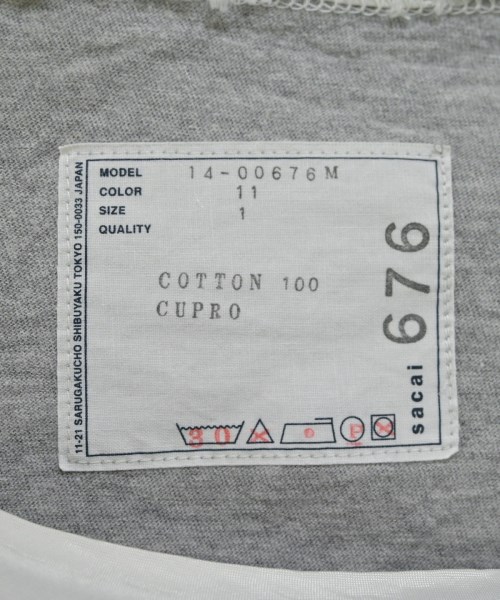 MODEL 14-00676M
COLOR 11
SIZE 1
QUALITY
COTTON 100
CUPRO
30
P
sacai 676
11-21 SARUGAKUCHO SHIBUYAKU TOKYO 150-0033 JAPAN